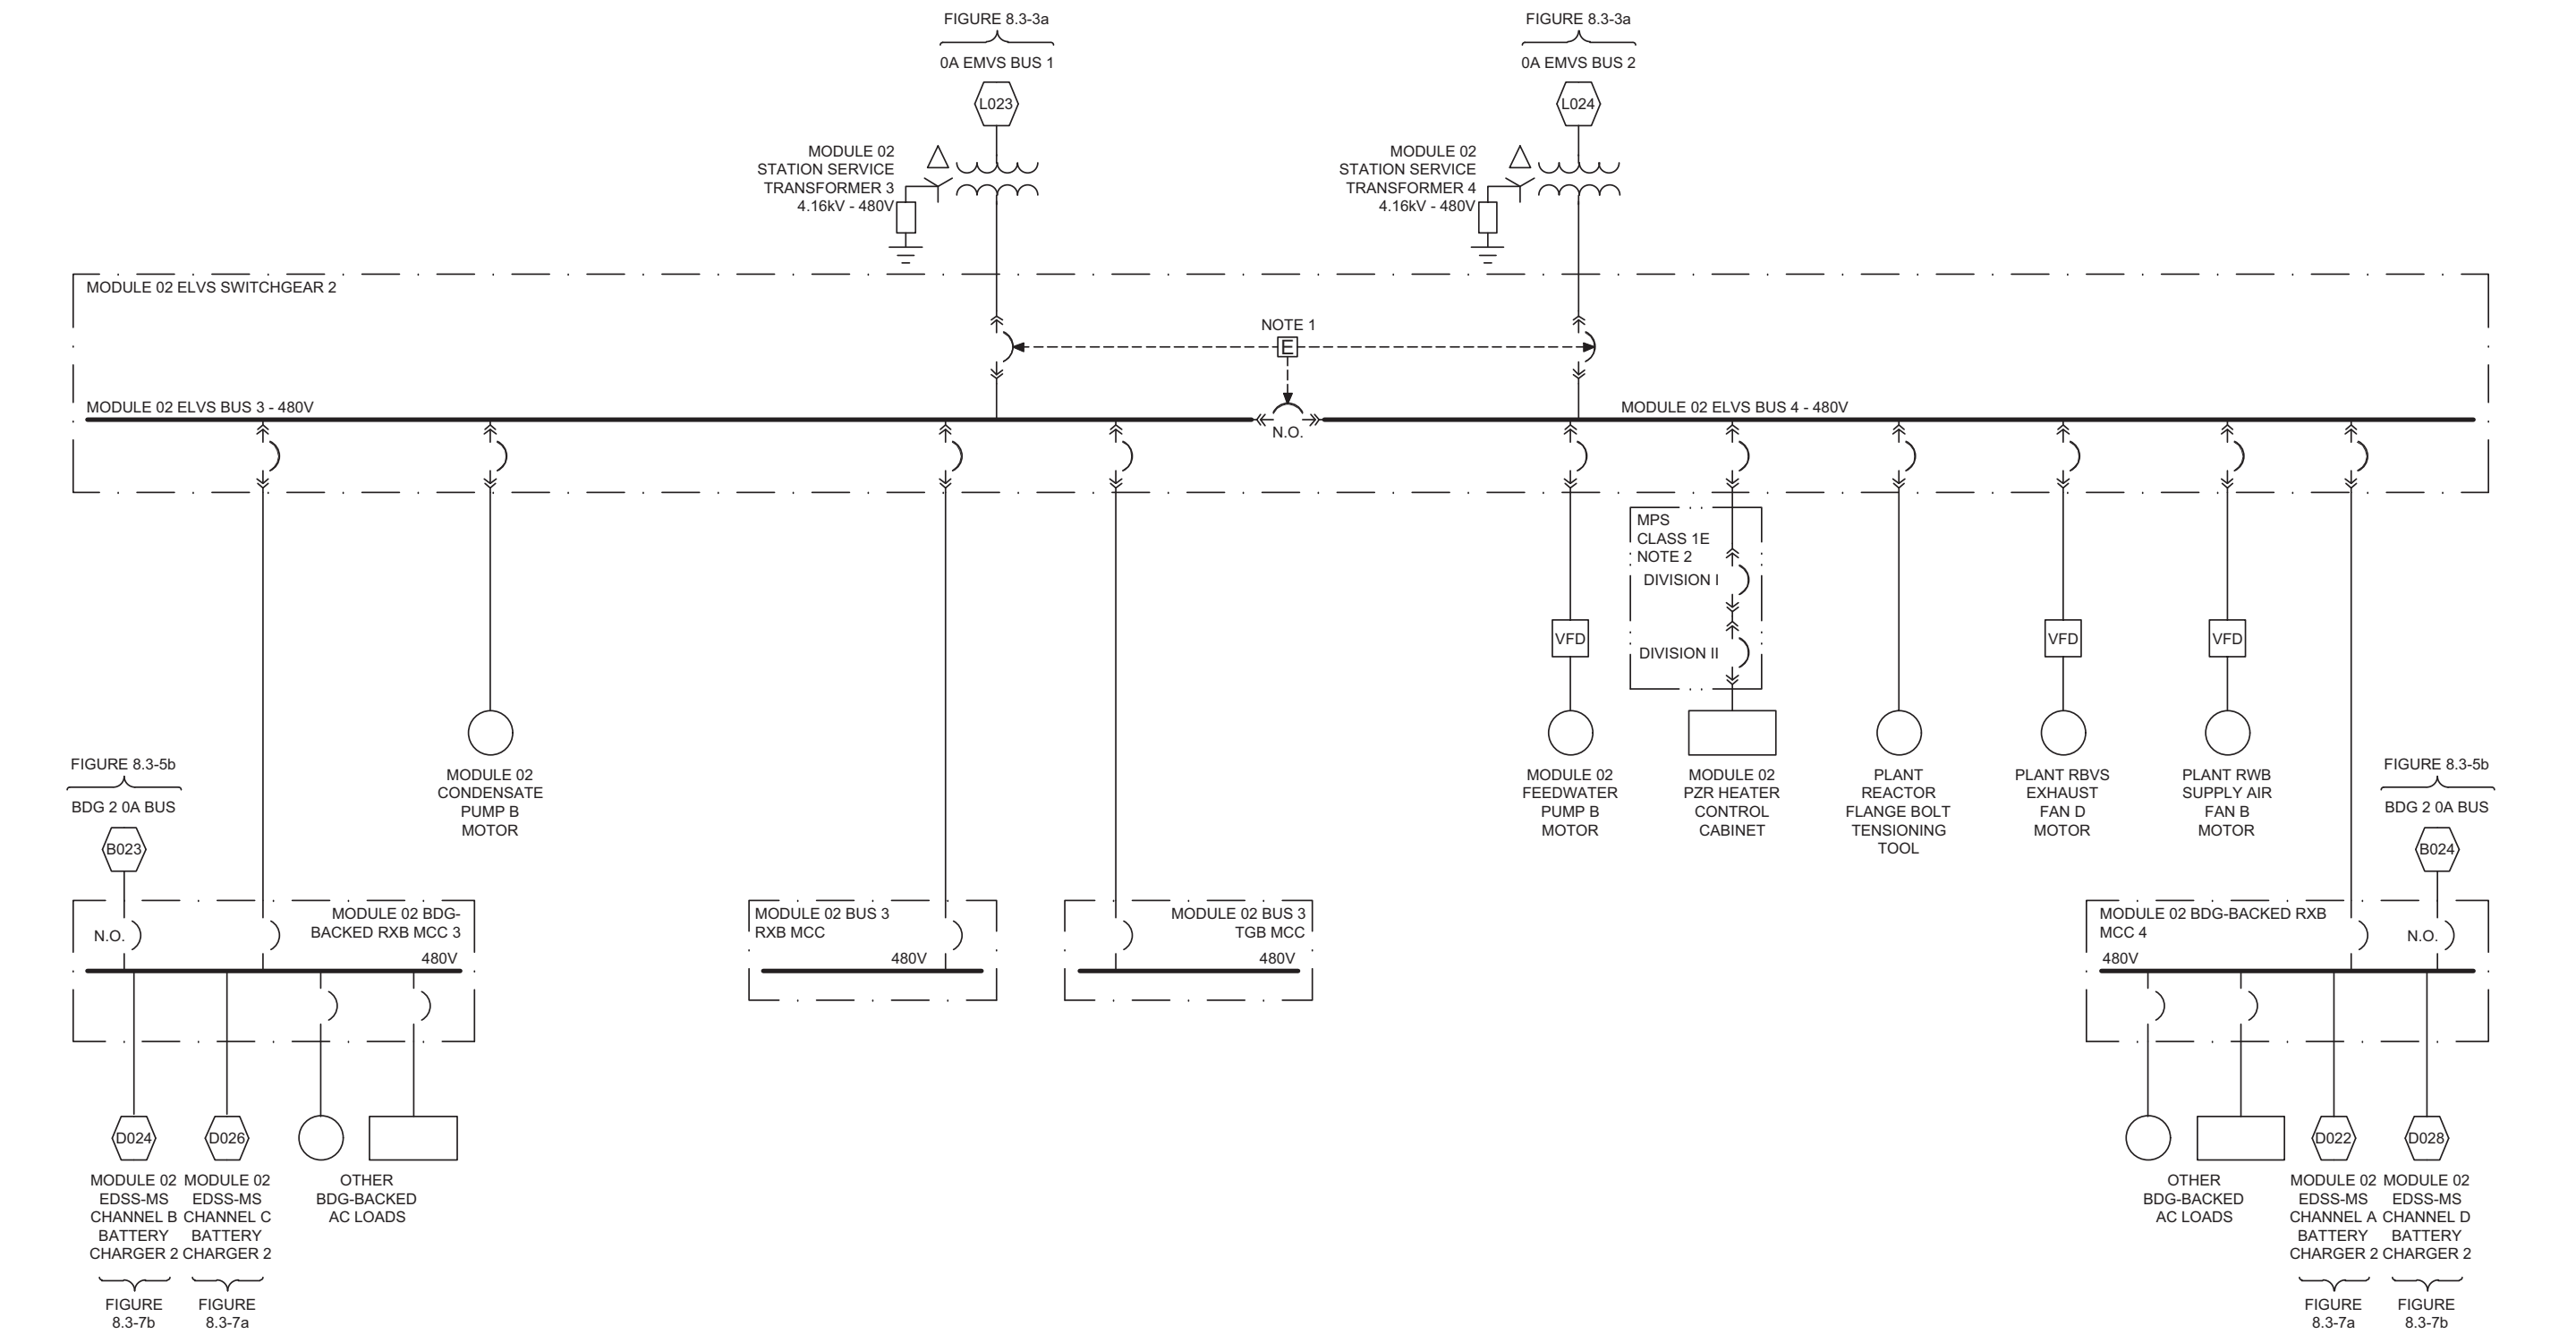 FIGURE 8.3-3a
0A EMVS BUS 1
L023
MODULE 02
STATION SERVICE
TRANSFORMER 3
4.16kV - 480V
FIGURE 8.3-3a
0A EMVS BUS 2
L024
MODULE 02
STATION SERVICE
TRANSFORMER 4
4.16kV - 480V
MODULE 02 ELVS SWITCHGEAR 2
NOTE 1
E
MODULE 02 ELVS BUS 3 - 480V
N.O.
MODULE 02 ELVS BUS 4 - 480V
MPS
CLASS 1E
NOTE 2
DIVISION I
DIVISION II
VFD
VFD
VFD
MODULE 02
CONDENSATE
PUMP B
MOTOR
MODULE 02
FEEDWATER
PUMP B
MOTOR
MODULE 02
PZR HEATER
CONTROL
CABINET
PLANT
REACTOR
FLANGE BOLT
TENSIONING
TOOL
PLANT RBVS
EXHAUST
FAN D
MOTOR
PLANT RWB
SUPPLY AIR
FAN B
MOTOR
FIGURE 8.3-5b
BDG 2 0A BUS
B023
N.O.
MODULE 02 BDG-
BACKED RXB MCC 3
480V
MODULE 02 BUS 3
RXB MCC
480V
MODULE 02 BUS 3
TGB MCC
480V
FIGURE 8.3-5b
BDG 2 0A BUS
B024
MODULE 02 BDG-BACKED RXB
MCC 4
N.O.
480V
D024
MODULE 02
EDSS-MS
CHANNEL B
BATTERY
CHARGER 2
FIGURE
8.3-7b
D026
MODULE 02
EDSS-MS
CHANNEL C
BATTERY
CHARGER 2
FIGURE
8.3-7a
OTHER
BDG-BACKED
AC LOADS
OTHER
BDG-BACKED
AC LOADS
D022
MODULE 02
EDSS-MS
CHANNEL A
BATTERY
CHARGER 2
FIGURE
8.3-7a
D028
MODULE 02
EDSS-MS
CHANNEL D
BATTERY
CHARGER 2
FIGURE
8.3-7b